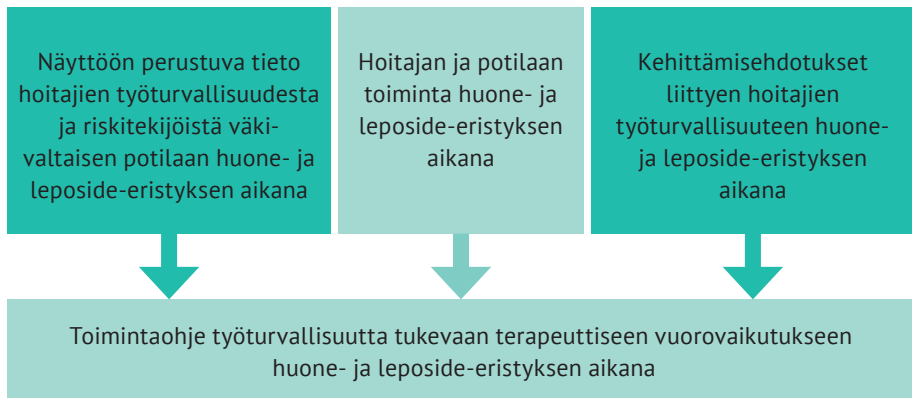 Näyttöön perustuva tieto
hoitajien työturvallisuudesta
ja riskitekijöistä väki-
valtaisen potilaan huone- ja
leposide-eristyksen aikana
Hoitajan ja potilaan
toiminta huone- ja
leposide-eristyksen
aikana
Kehittämisehdotukset
liittyen hoitajien
työturvallisuuteen huone-
ja leposide-eristyksen
aikana
Toimintaohje työturvallisuutta tukevaan terapeuttiseen vuorovaikutukseen
huone- ja leposide-eristyksen aikana